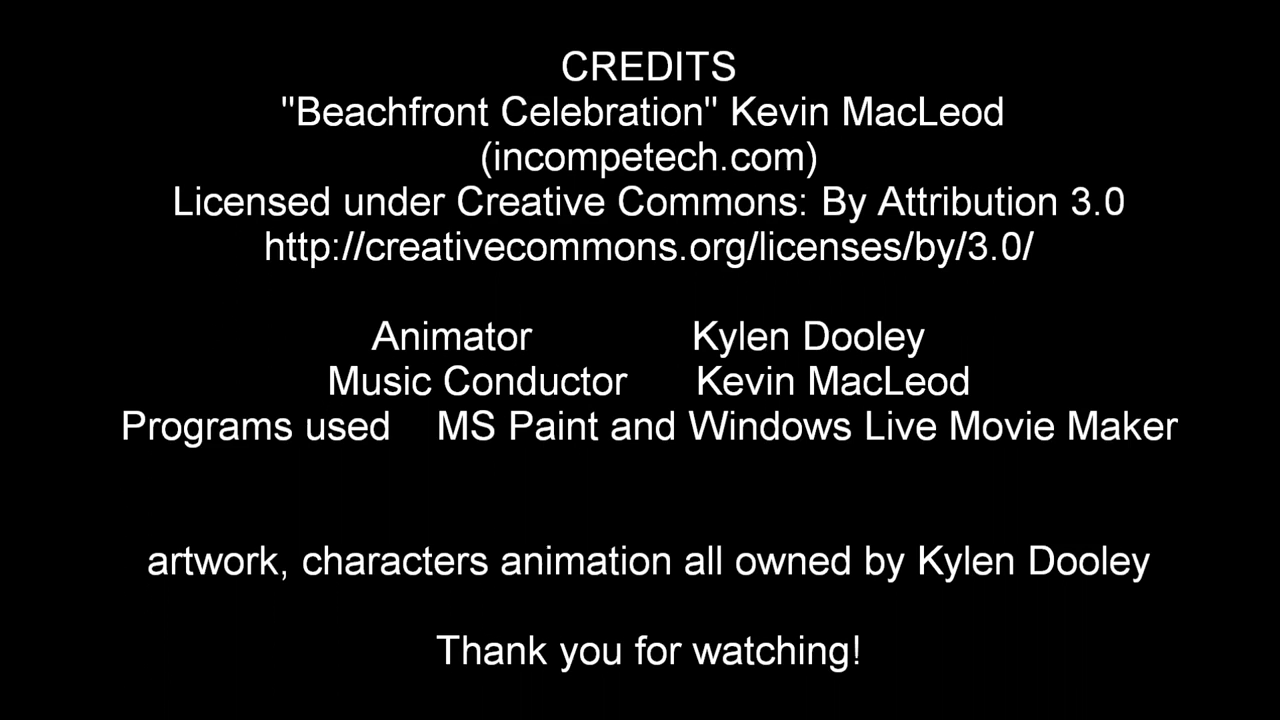 CREDITS
"Beachfront Celebration" Kevin MacLeod
(incompetech.com)
Licensed under Creative Commons: By Attribution 3.0
http://creativecommons.org/licenses/by/3.0/
Animator Kylen Dooley
Music Conductor Kevin MacLeod
Programs used MS Paint and Windows Live Movie Maker
artwork, characters animation all owned by Kylen Dooley
Thank you for watching!